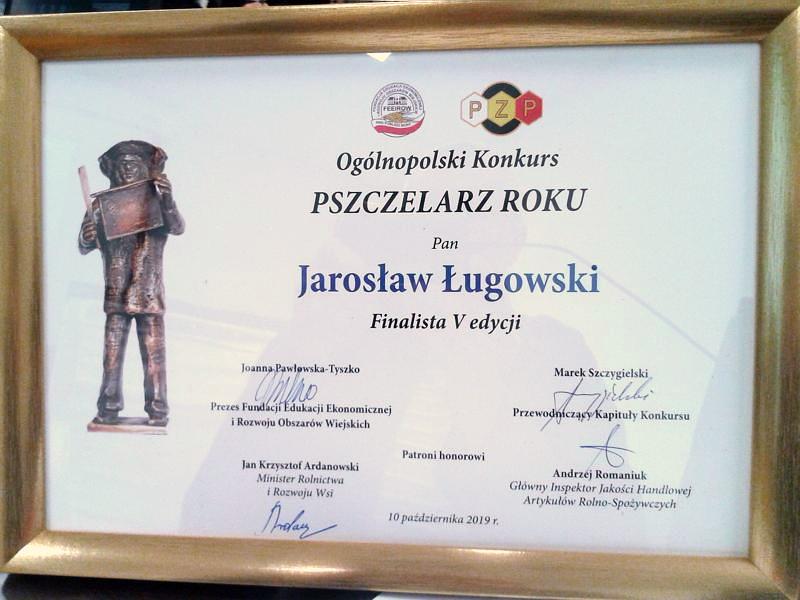 FEEIROW
P Z P
Ogólnopolski Konkurs
PSZCZELARZ ROKU
Pan
Jarosław Ługowski
Finalista V edycji
Joanna Pawłowska-Tyszko
Prezes Fundacji Edukacji Ekonomicznej
i Rozwoju Obszarów Wiejskich
Marek Szczygielski
Przewodniczący Kapituły Konkursu
Patroni honorowi
Jan Krzysztof Ardanowski
Minister Rolnictwa
i Rozwoju Wsi
Andrzej Romaniuk
Główny Inspektor Jakości Handlowej
Artykułów Rolno-Spożywczych
10 października 2019 r.